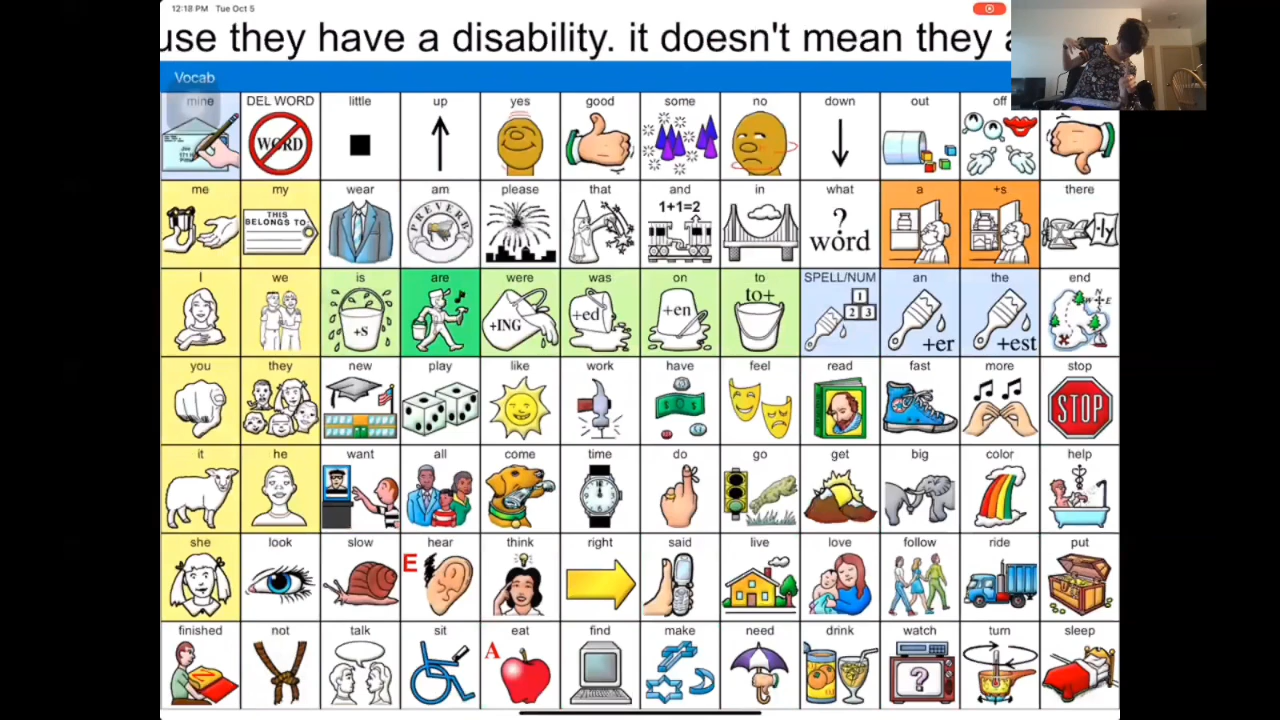 12:18 PM Tue Oct 5
use they have a disability. it doesn't mean they a
Vocab
mine DEL WORD little up yes good some no down out off
WORD
me my wear am please that and in what a +s there
THIS BELONGS TO PREVERB 1+1=2 ? word -ly
I we is are were was on to SPELL/NUM an the end
+S +ING +ed +en to+ 1 2 3 +er +est N W E
you they new play like work have feel read fast more stop
STOP
it he want all come time do go get big color help
she look slow hear think right said live love follow ride put
E
finished not talk sit eat find make need drink watch turn sleep
A ?